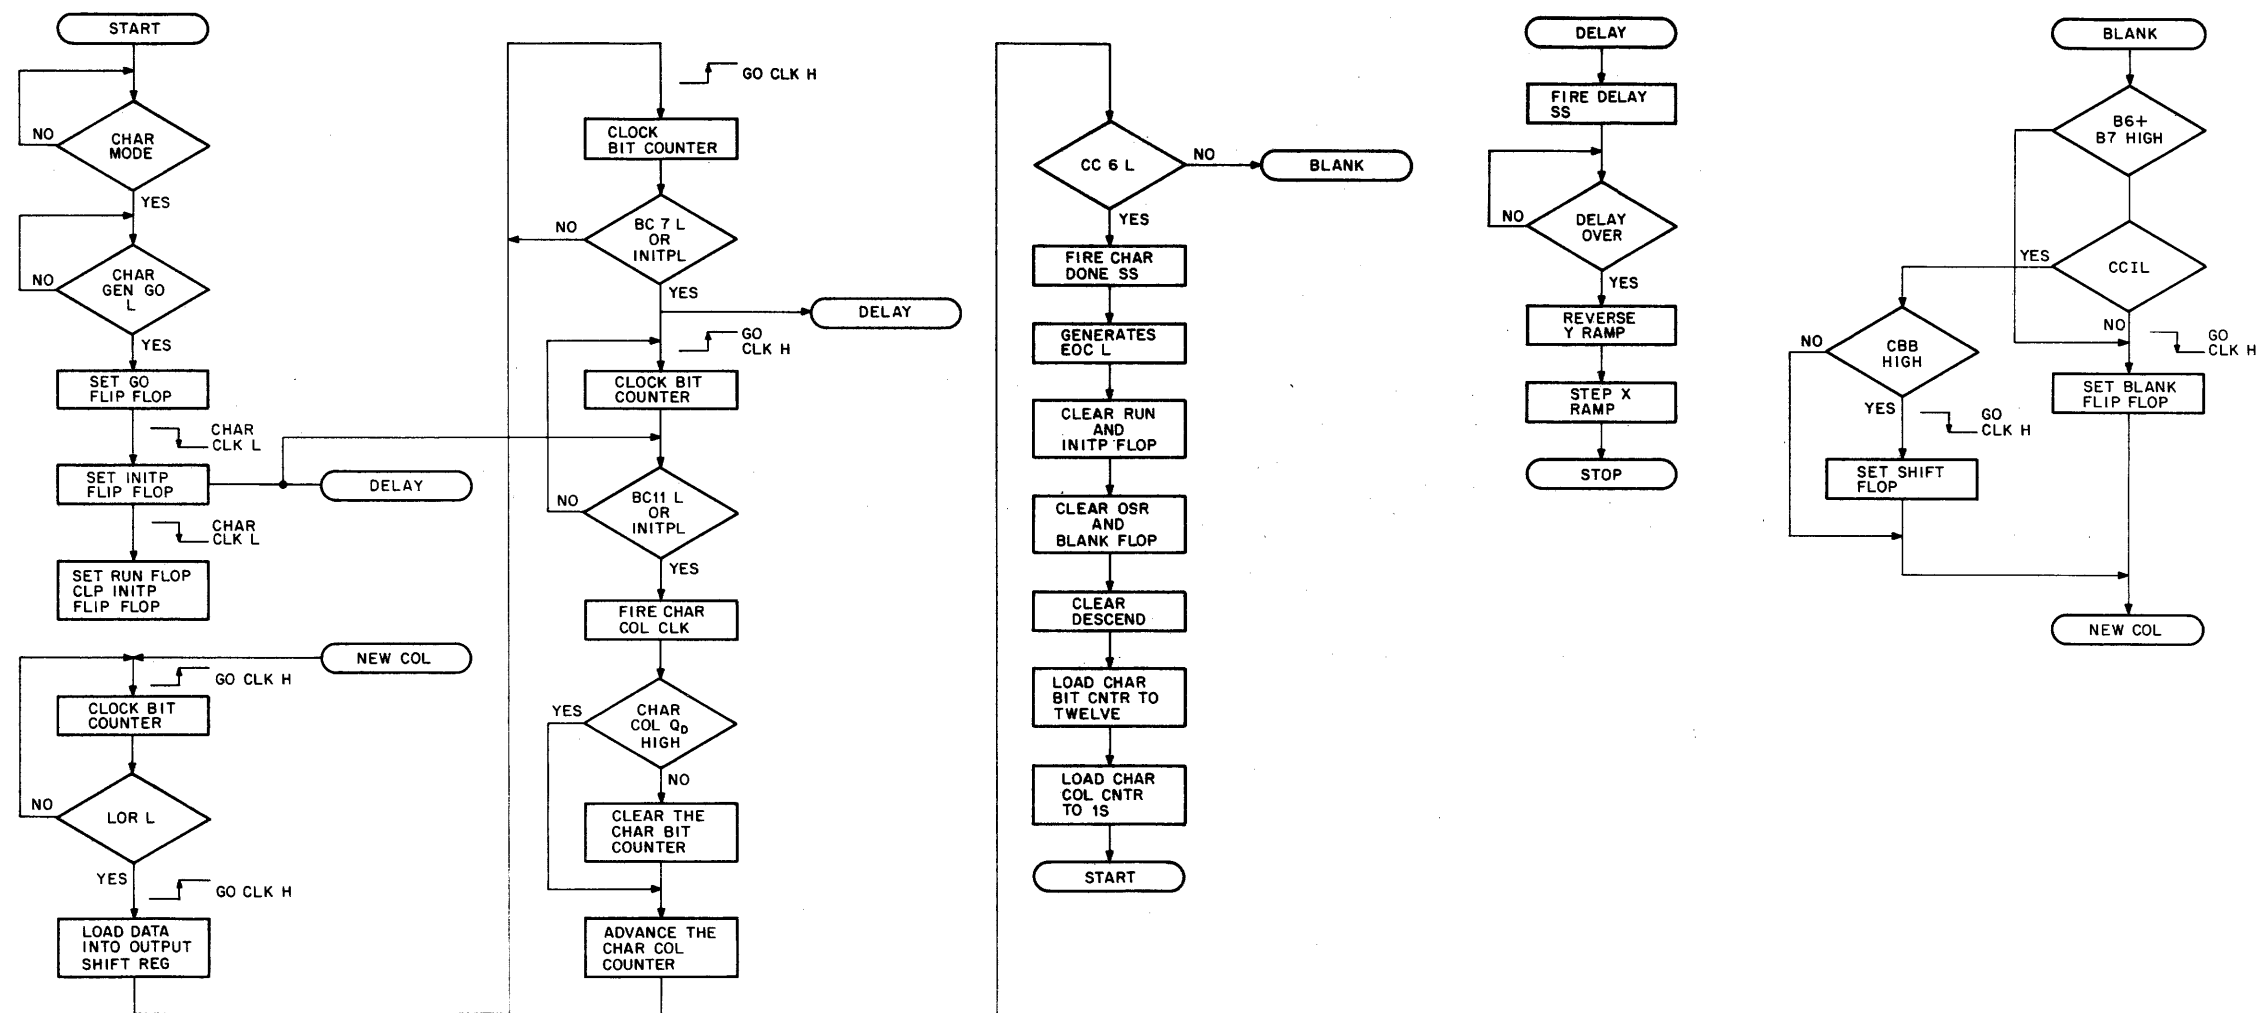 START
NO
CHAR
MODE
YES
NO
CHAR
GEN GO
L
YES
SET GO
FLIP FLOP
CHAR
CLK L
SET INITP
FLIP FLOP
DELAY
CHAR
CLK L
SET RUN FLOP
CLP INITP
FLIP FLOP
NEW COL
GO CLK H
CLOCK BIT
COUNTER
NO
LOR L
YES
GO CLK H
LOAD DATA
INTO OUTPUT
SHIFT REG
GO CLK H
CLOCK
BIT COUNTER
NO
BC 7 L
OR
INITPL
YES
DELAY
GO
CLK H
CLOCK BIT
COUNTER
NO
BC11 L
OR
INITPL
YES
FIRE CHAR
COL CLK
YES
CHAR
COL QD
HIGH
NO
CLEAR THE
CHAR BIT
COUNTER
ADVANCE THE
CHAR COL
COUNTER
CC 6 L
NO
BLANK
YES
FIRE CHAR
DONE SS
GENERATES
EOC L
CLEAR RUN
AND
INITP FLOP
CLEAR OSR
AND
BLANK FLOP
CLEAR
DESCEND
LOAD CHAR
BIT CNTR TO
TWELVE
LOAD CHAR
COL CNTR
TO 1S
START
DELAY
FIRE DELAY
SS
NO
DELAY
OVER
YES
REVERSE
Y RAMP
STEP X
RAMP
STOP
BLANK
B6+
B7 HIGH
YES
CCIL
NO
GO
CLK H
NO
CBB
HIGH
YES
GO
CLK H
SET BLANK
FLIP FLOP
SET SHIFT
FLOP
NEW COL